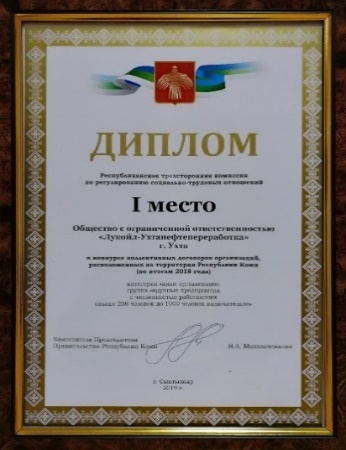 ДИПЛОМ
Республиканская трехсторонняя комиссия
по регулированию социально-трудовых отношений
I место
Общество с ограниченной ответственностью
«Лукойл-Ухтанефтепереработка»
г. Ухта
в конкурсе коллективных договоров организаций,
расположенных на территории Республики Коми
(по итогам 2018 года)
группа «крупные предприятия
с численностью работников
свыше 200 человек до 1000 человек включительно»
Заместитель Председателя
Правительства Республики Коми
г. Сыктывкар
2019 г.